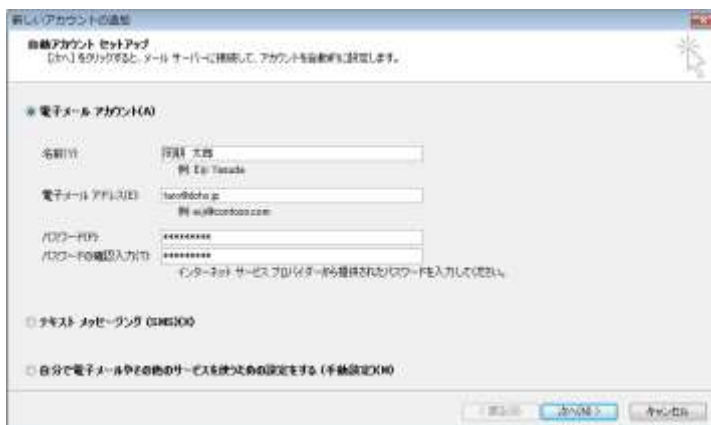 新しいアカウントの追加
自動アカウント セットアップ
[次へ] をクリックすると、メール サーバーに接続して、アカウントを自動的に設定します。
電子メール アカウント(A)
名前(Y)
太郎
例: Eiji Yasuda
電子メール アドレス(E)
例: eiji@contoso.com
パスワード(P)
*********
パスワードの確認入力(T)
*********
インターネット サービス プロバイダーから提供されたパスワードを入力してください。
テキスト メッセージング (SMS)(X)
自分で電子メールやその他のサービスを使うための設定をする (手動設定)(M)
< 戻る(B)
次へ(N) >
キャンセル